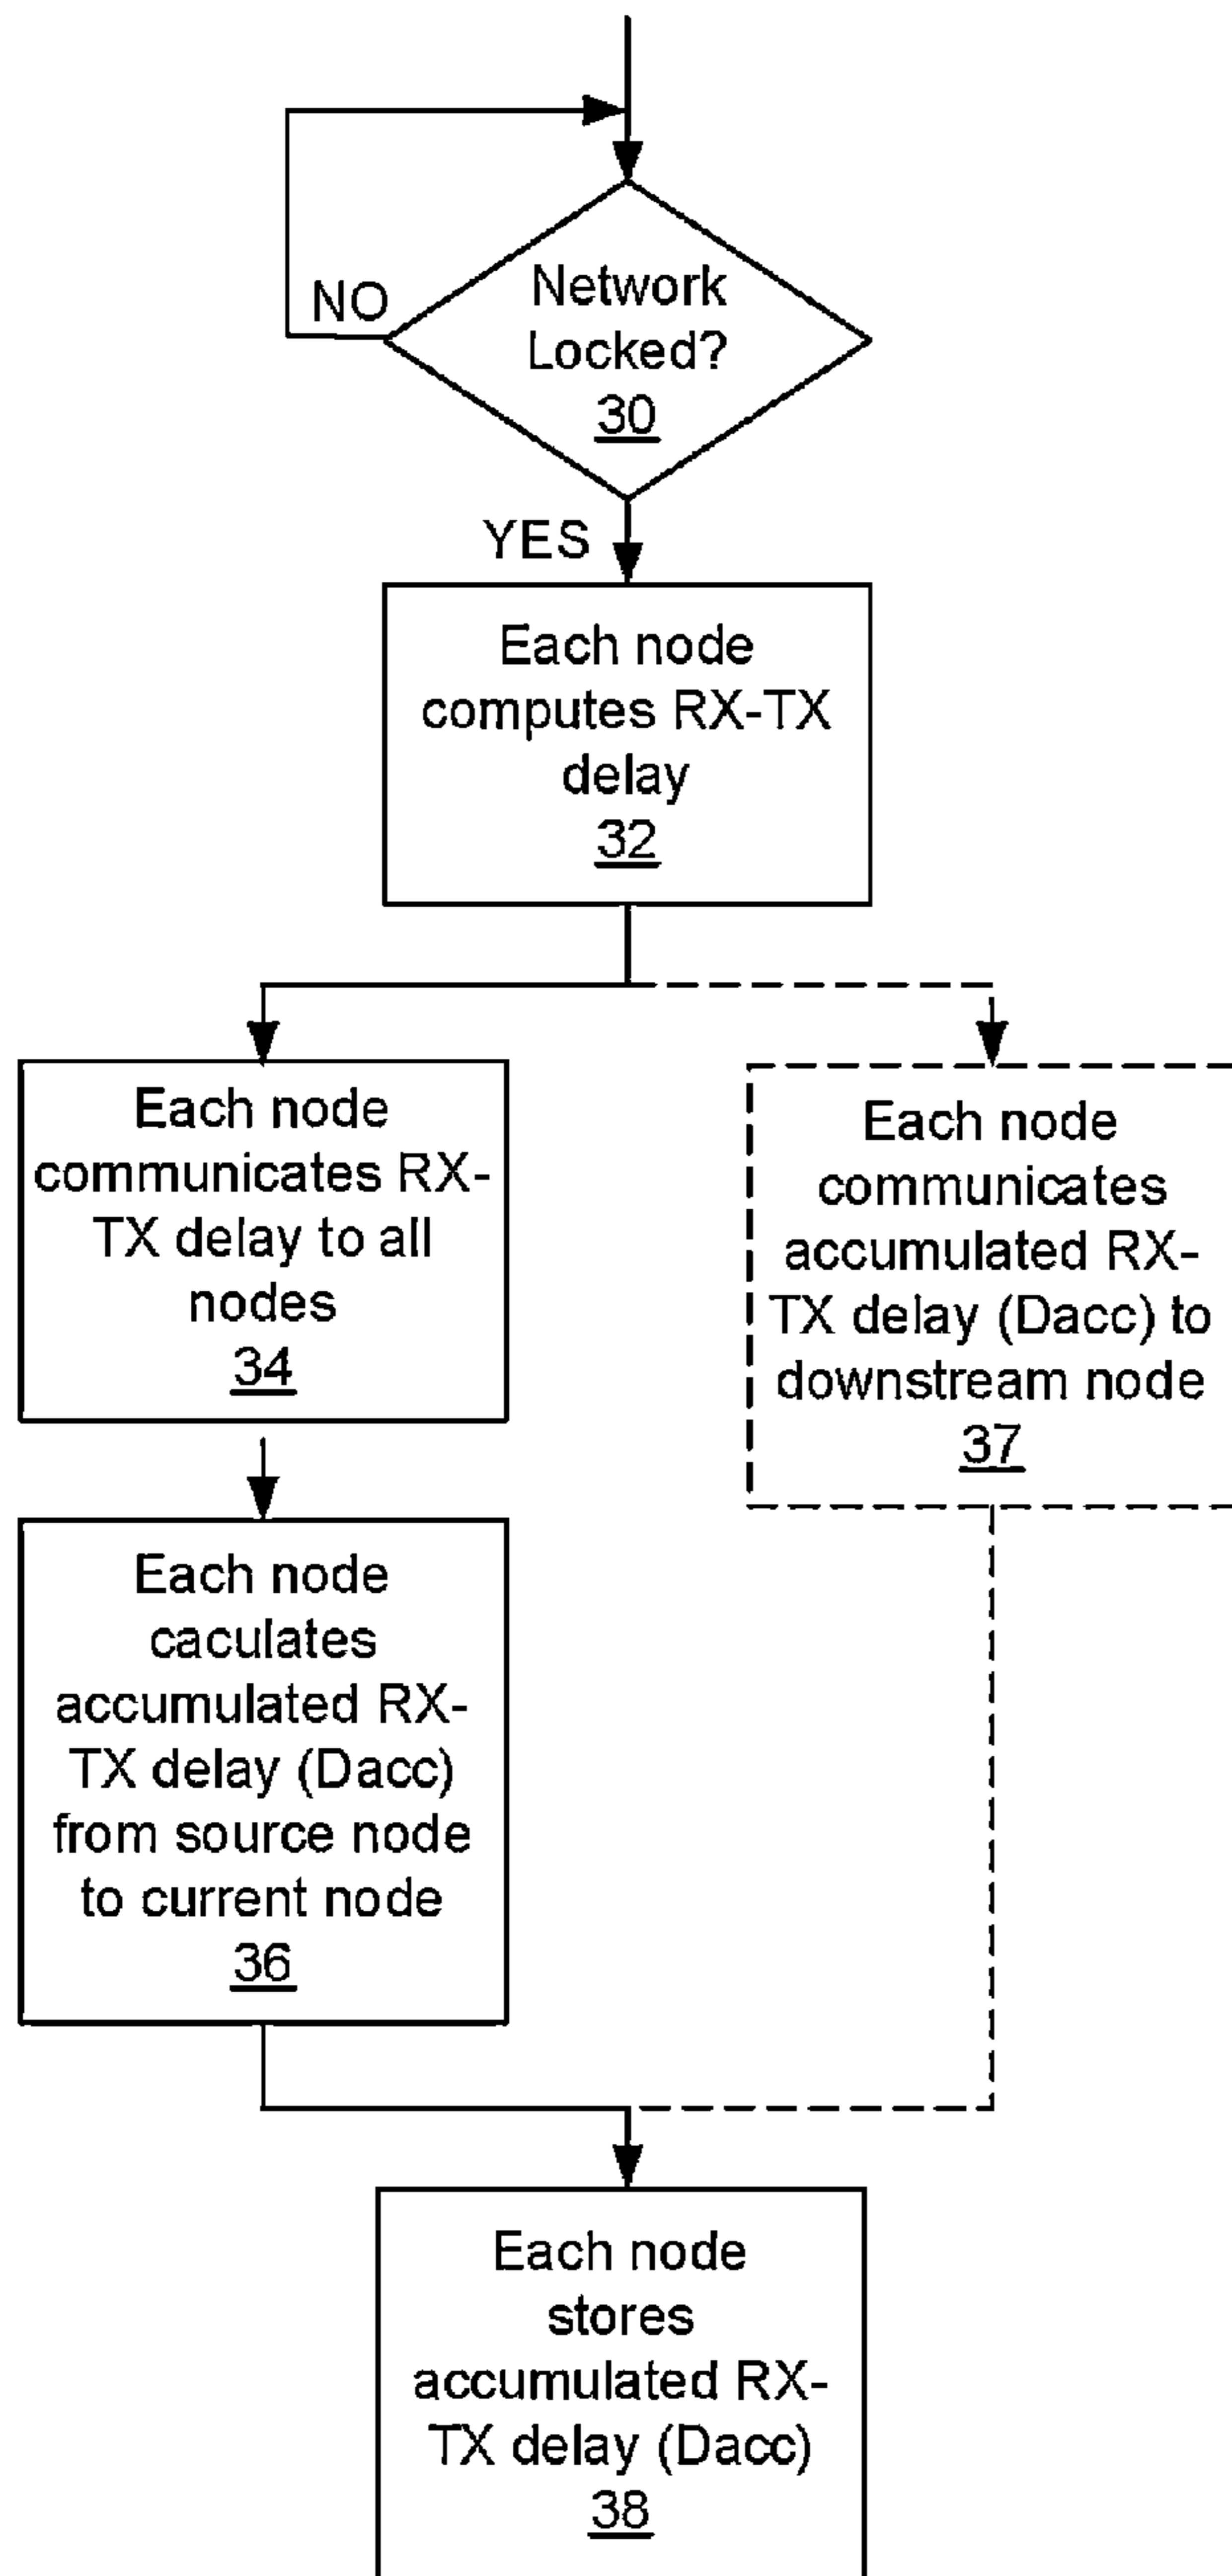 Network
Locked?
30
NO
YES
Each node
computes RX-TX
delay
32
Each node
communicates RX-
TX delay to all
nodes
34
Each node
communicates
accumulated RX-
TX delay (Dacc) to
downstream node
37
Each node
caculates
accumulated RX-
TX delay (Dacc)
from source node
to current node
36
Each node
stores
accumulated RX-
TX delay (Dacc)
38